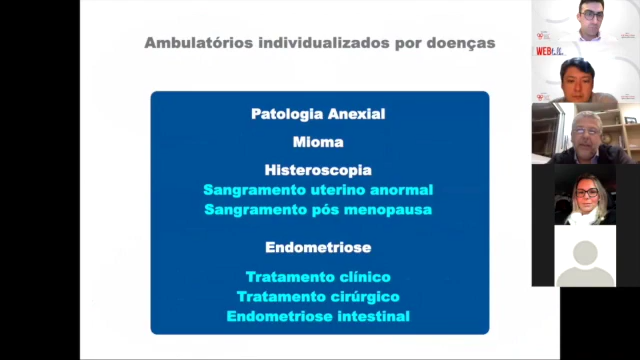 Ambulatórios individualizados por doenças
Patologia Anexial
Mioma
Histeroscopia
Sangramento uterino anormal
Sangramento pós menopausa
Endometriose
Tratamento clínico
Tratamento cirúrgico
Endometriose intestinal